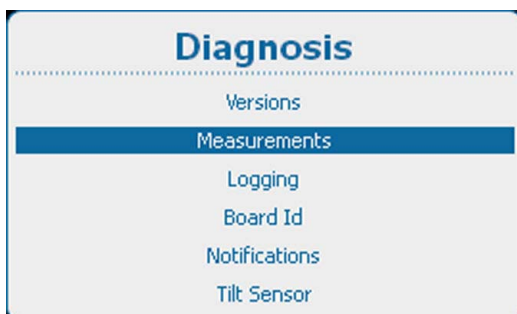 Diagnosis
Versions
Measurements
Logging
Board Id
Notifications
Tilt Sensor